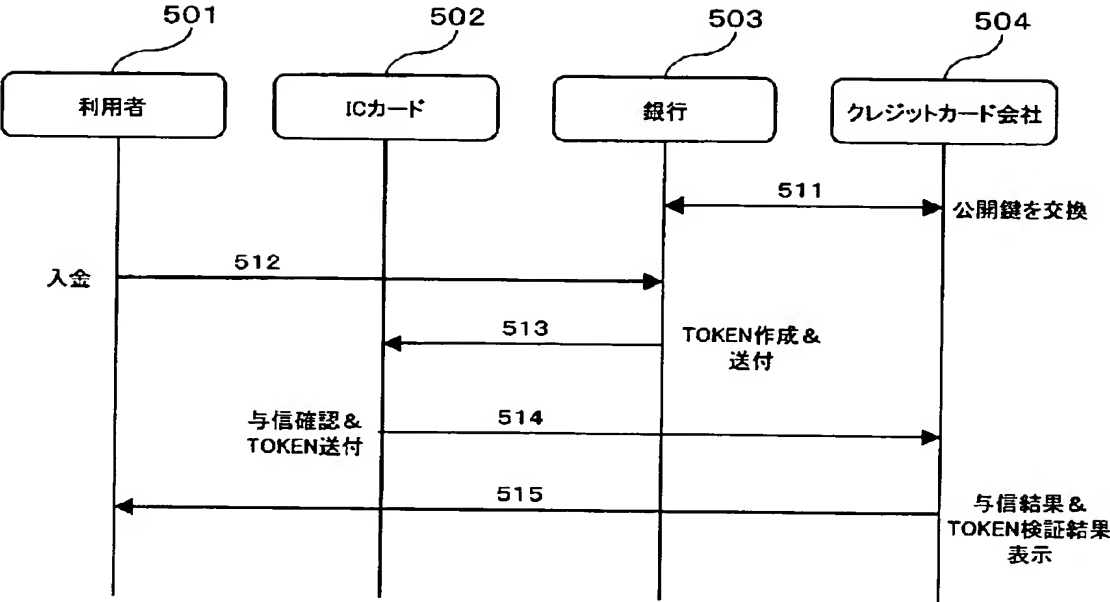 501
502
503
504
利用者
ICカード
銀行
クレジットカード会社
511
公開鍵を交換
入金
512
513
TOKEN作成&
送付
与信確認&
TOKEN送付
514
515
与信結果&
TOKEN検証結果
表示